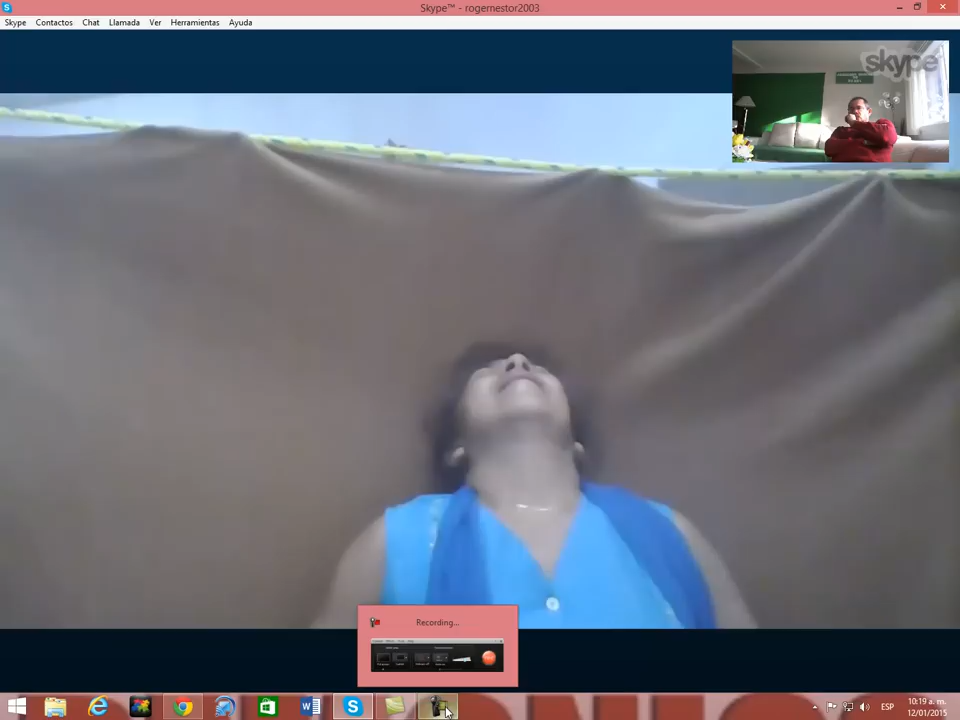 Skype™ - rogernestor2003
Skype Contactos Chat Llamada Ver Herramientas Ayuda
skype
Recording...
ESP
10:19 a. m.
12/01/2015